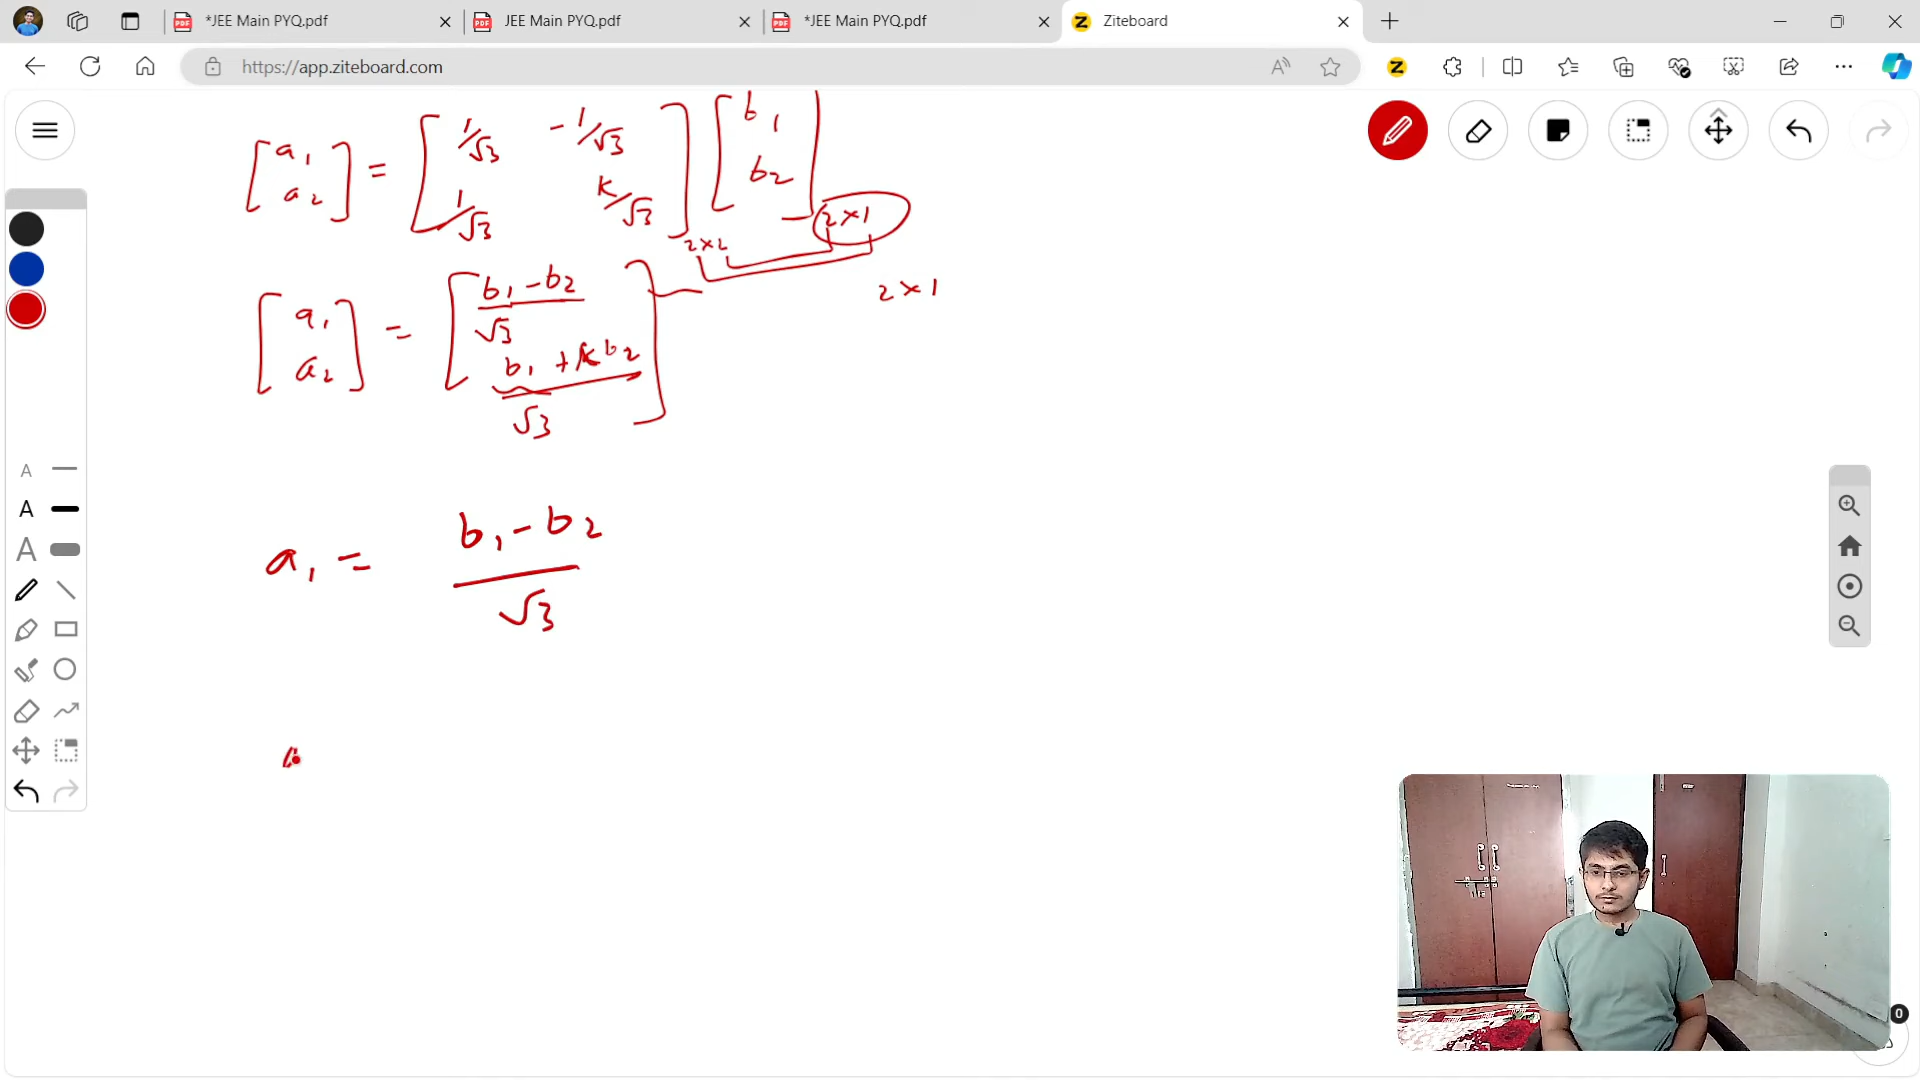 *JEE Main PYQ.pdf JEE Main PYQ.pdf *JEE Main PYQ.pdf Ziteboard
https://app.ziteboard.com
[a₁ a₂] = [1/√3 -1/√3 1/√3 k/√3] [b₁ b₂]
2×2 2×1
[a₁ a₂] = [b₁-b₂/√3 b₁+kb₂/√3]
2×1
a₁ = b₁-b₂/√3
A
A
A
0